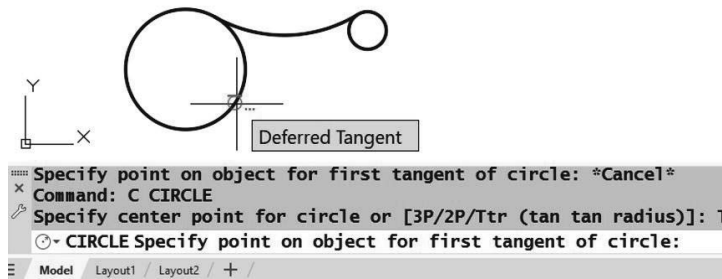 Y
X
Deferred Tangent
Specify point on object for first tangent of circle: *Cancel*
Command: C CIRCLE
Specify center point for circle or [3P/2P/Ttr (tan tan radius)]: T
CIRCLE Specify point on object for first tangent of circle:
Model / Layout1 / Layout2 / +